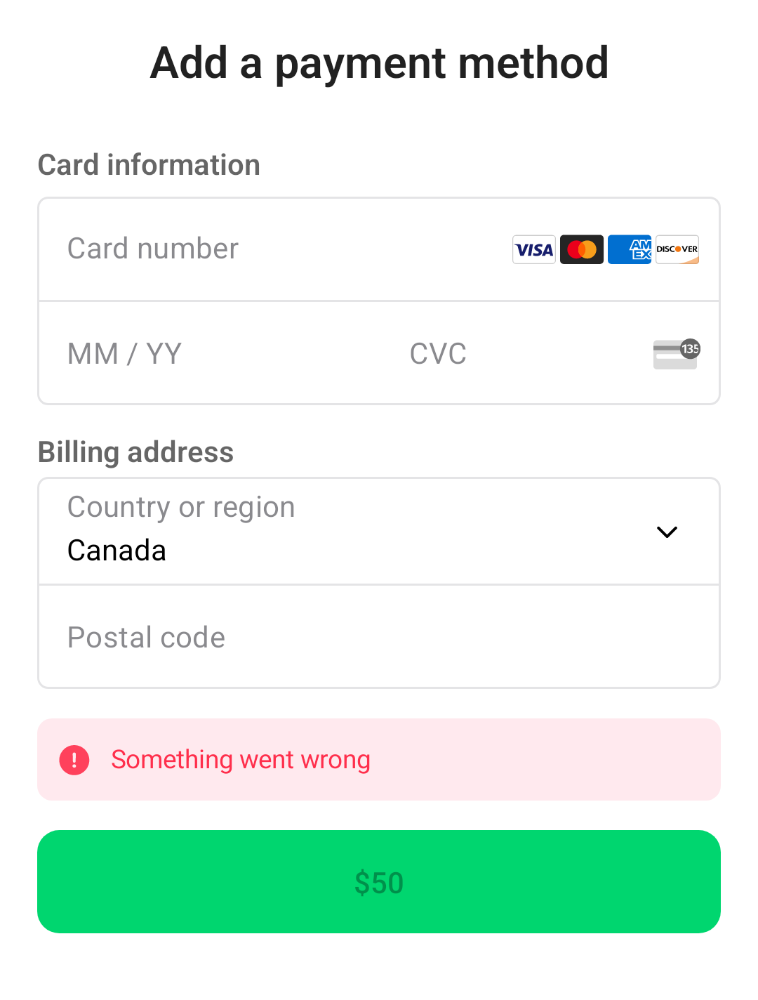 Add a payment method
Card information
Card number VISA AM EX DISCOVER
MM / YY CVC 135
Billing address
Country or region
Canada
Postal code
! Something went wrong
$50